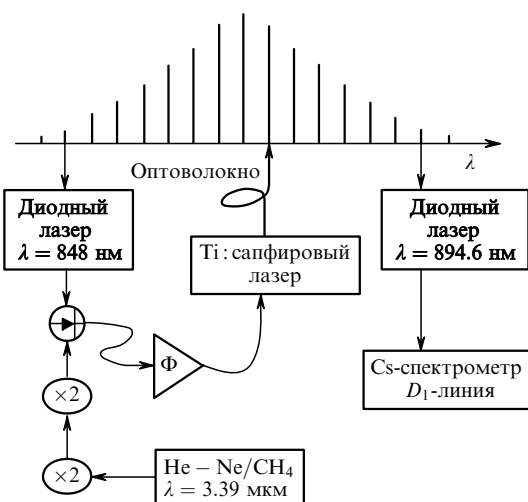 λ
Оптоволокно
Диодный
лазер
λ = 848 нм
Ti : сапфировый
лазер
Диодный
лазер
λ = 894.6 нм
Ф
×2
Cs-спектрометр
D₁-линия
×2
He – Ne/CH₄
λ = 3.39 мкм